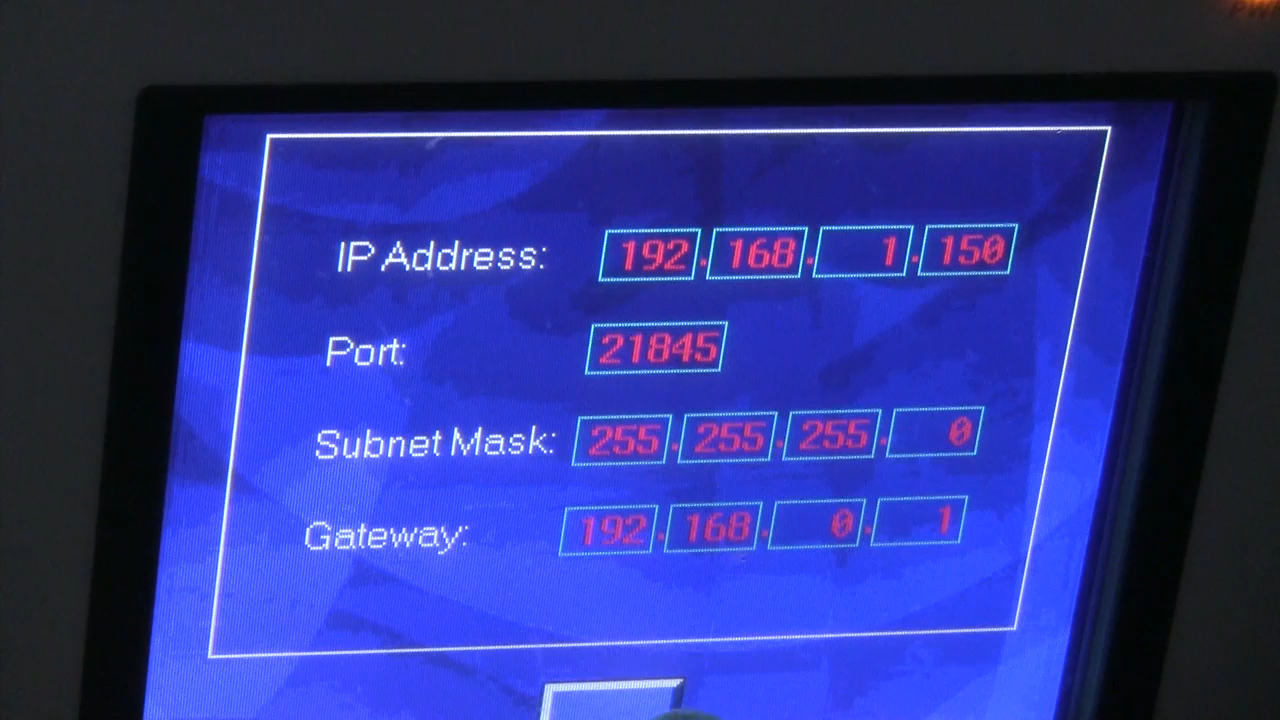 PWR
IP Address: 192.168.1.150
Port: 21845
Subnet Mask: 255.255.255.0
Gateway: 192.168.0.1